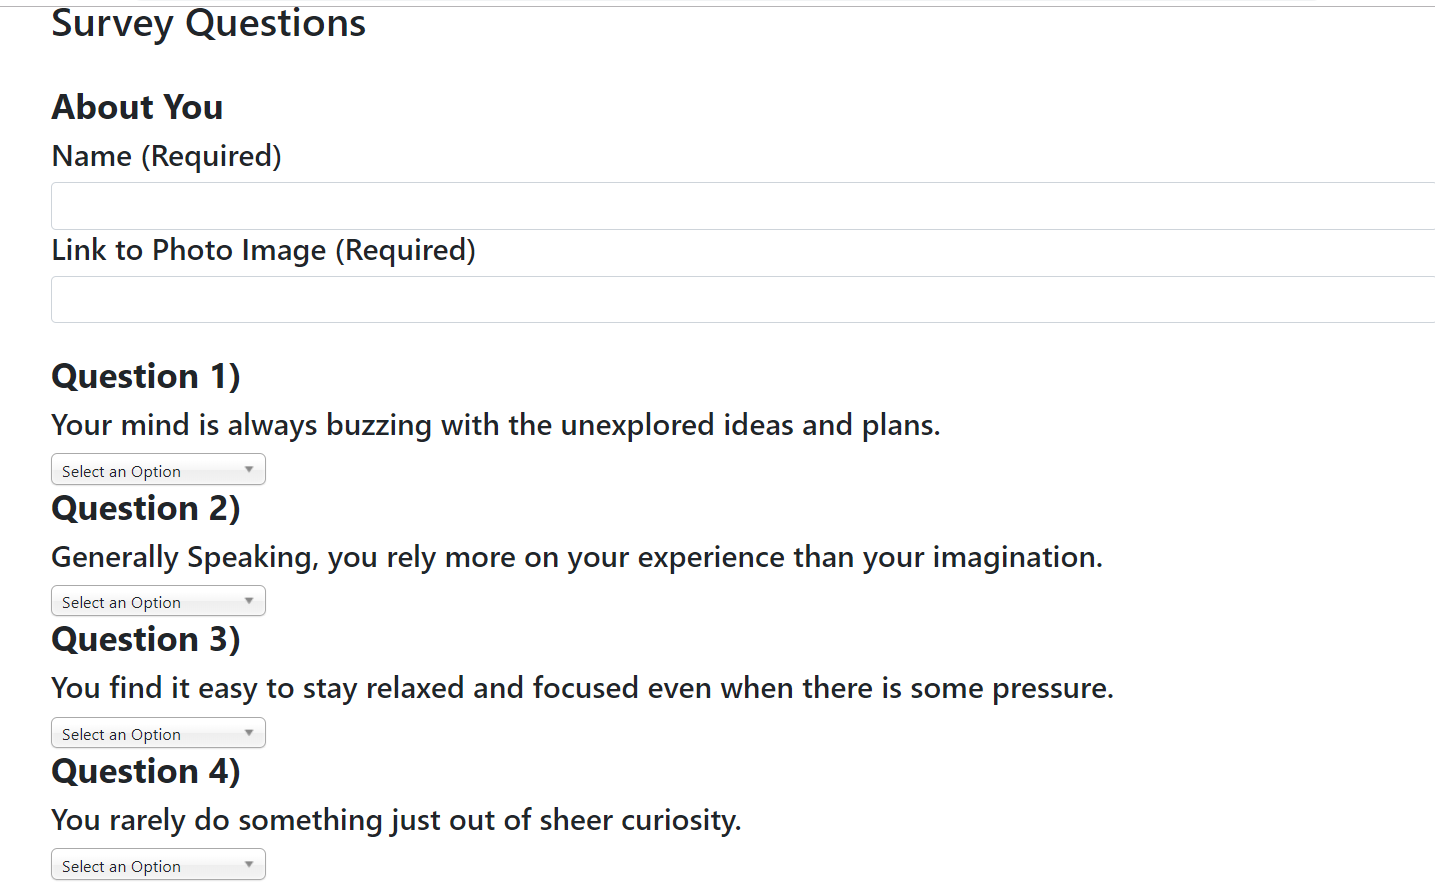 Survey Questions
About You
Name (Required)
Link to Photo Image (Required)
Question 1)
Your mind is always buzzing with the unexplored ideas and plans.
Select an Option
Question 2)
Generally Speaking, you rely more on your experience than your imagination.
Select an Option
Question 3)
You find it easy to stay relaxed and focused even when there is some pressure.
Select an Option
Question 4)
You rarely do something just out of sheer curiosity.
Select an Option